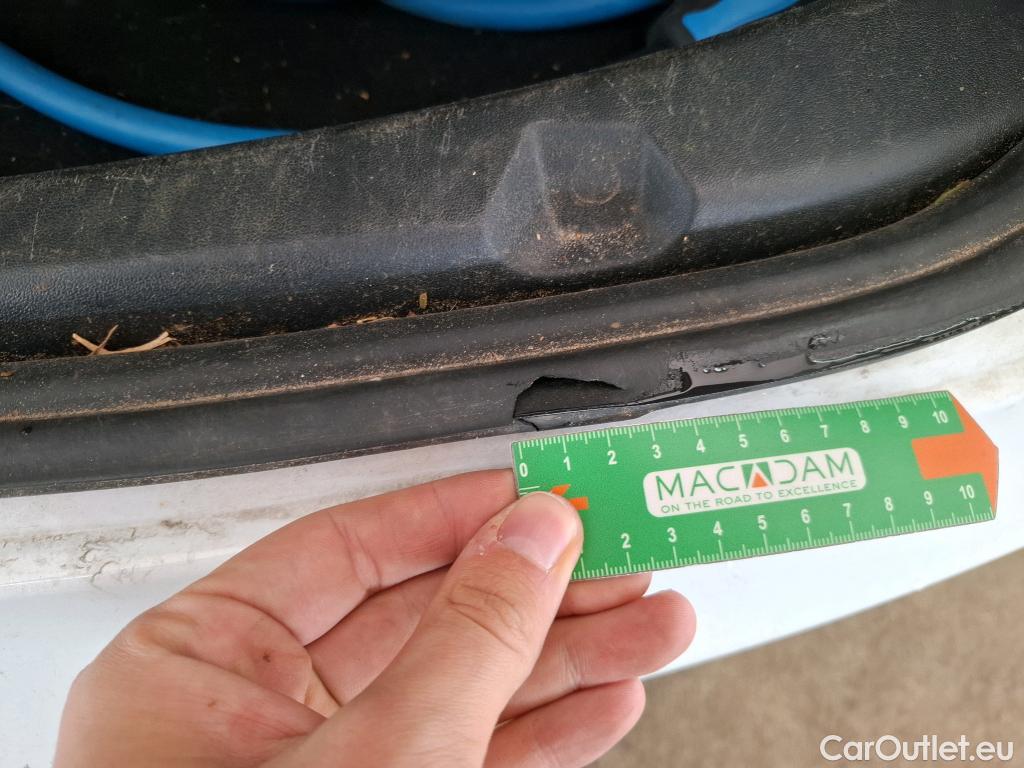 0 1 2 3 4 5 6 7 8 9 10
MACADAM
ON THE ROAD TO EXCELLENCE
2 3 4 5 6 7 8 9 10
CarOutlet.eu